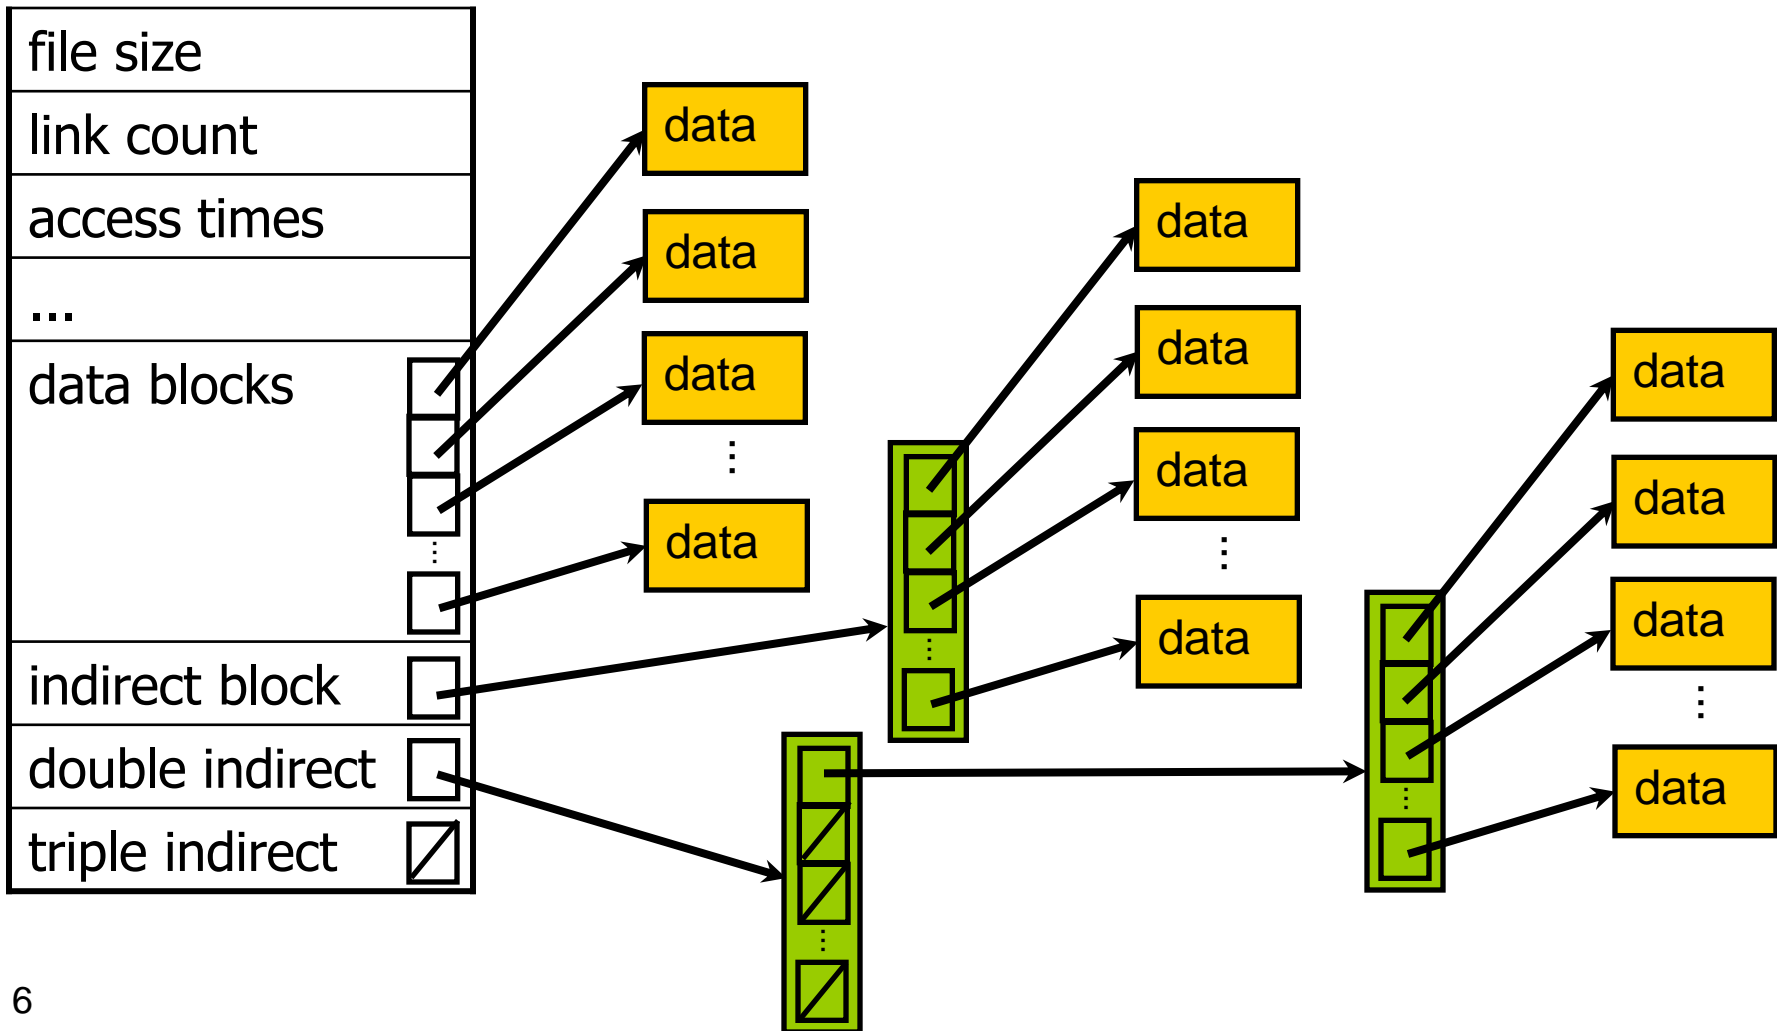 file size
link count
access times
...
data blocks
indirect block
double indirect
triple indirect
data
data
data
...
data
data
data
data
...
data
data
data
data
...
data
6